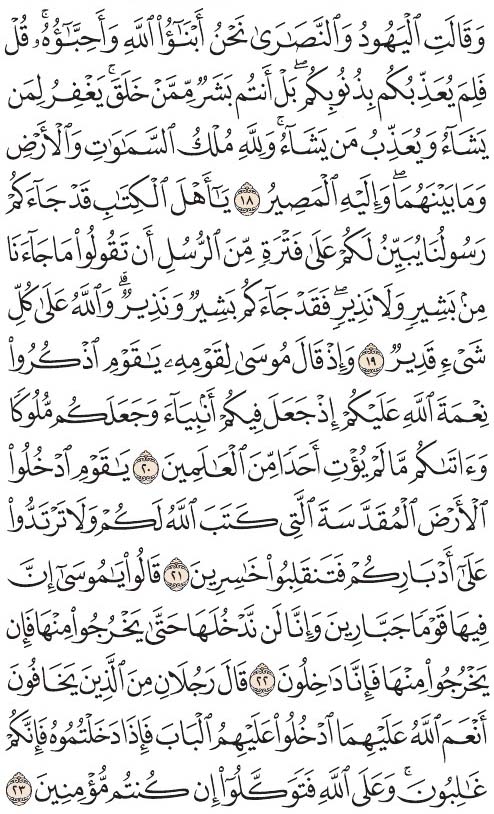 وَقَالَتِ ٱلۡيَهُودُ وَٱلنَّصَٰرَىٰ نَحۡنُ أَبۡنَٰٓؤُاْ ٱللَّهِ وَأَحِبَّٰٓؤُهُۥۚ قُلۡ
فَلِمَ يُعَذِّبُكُم بِذُنُوبِكُمۖ بَلۡ أَنتُم بَشَرٞ مِّمَّنۡ خَلَقَۚ يَغۡفِرُ لِمَن
يَشَآءُ وَيُعَذِّبُ مَن يَشَآءُۚ وَلِلَّهِ مُلۡكُ ٱلسَّمَٰوَٰتِ وَٱلۡأَرۡضِ
وَمَا بَيۡنَهُمَاۖ وَإِلَيۡهِ ٱلۡمَصِيرُ ١٨ يَٰٓأَهۡلَ ٱلۡكِتَٰبِ قَدۡ جَآءَكُمۡ
رَسُولُنَا يُبَيِّنُ لَكُمۡ عَلَىٰ فَتۡرَةٖ مِّنَ ٱلرُّسُلِ أَن تَقُولُواْ مَا جَآءَنَا
مِنۢ بَشِيرٖ وَلَا نَذِيرٖۖ فَقَدۡ جَآءَكُم بَشِيرٞ وَنَذِيرٞۗ وَٱللَّهُ عَلَىٰ كُلِّ
شَيۡءٖ قَدِيرٞ ١٩ وَإِذۡ قَالَ مُوسَىٰ لِقَوۡمِهِۦ يَٰقَوۡمِ ٱذۡكُرُواْ
نِعۡمَةَ ٱللَّهِ عَلَيۡكُمۡ إِذۡ جَعَلَ فِيكُمۡ أَنۢبِيَآءَ وَجَعَلَكُم مُّلُوكٗا
وَءَاتَىٰكُم مَّا لَمۡ يُؤۡتِ أَحَدٗا مِّنَ ٱلۡعَٰلَمِينَ ٢٠ يَٰقَوۡمِ ٱدۡخُلُواْ
ٱلۡأَرۡضَ ٱلۡمُقَدَّسَةَ ٱلَّتِي كَتَبَ ٱللَّهُ لَكُمۡ وَلَا تَرۡتَدُّواْ
عَلَىٰٓ أَدۡبَارِكُمۡ فَتَنقَلِبُواْ خَٰسِرِينَ ٢١ قَالُواْ يَٰمُوسَىٰٓ إِنَّ
فِيهَا قَوۡمٗا جَبَّارِينَ وَإِنَّا لَن نَّدۡخُلَهَا حَتَّىٰ يَخۡرُجُواْ مِنۡهَا فَإِن
يَخۡرُجُواْ مِنۡهَا فَإِنَّا دَٰخِلُونَ ٢٢ قَالَ رَجُلَانِ مِنَ ٱلَّذِينَ يَخَافُونَ
أَنۡعَمَ ٱللَّهُ عَلَيۡهِمَا ٱدۡخُلُواْ عَلَيۡهِمُ ٱلۡبَابَ فَإِذَا دَخَلۡتُمُوهُ فَإِنَّكُمۡ
غَٰلِبُونَۚ وَعَلَى ٱللَّهِ فَتَوَكَّلُوٓاْ إِن كُنتُم مُّؤۡمِنِينَ ٢٣